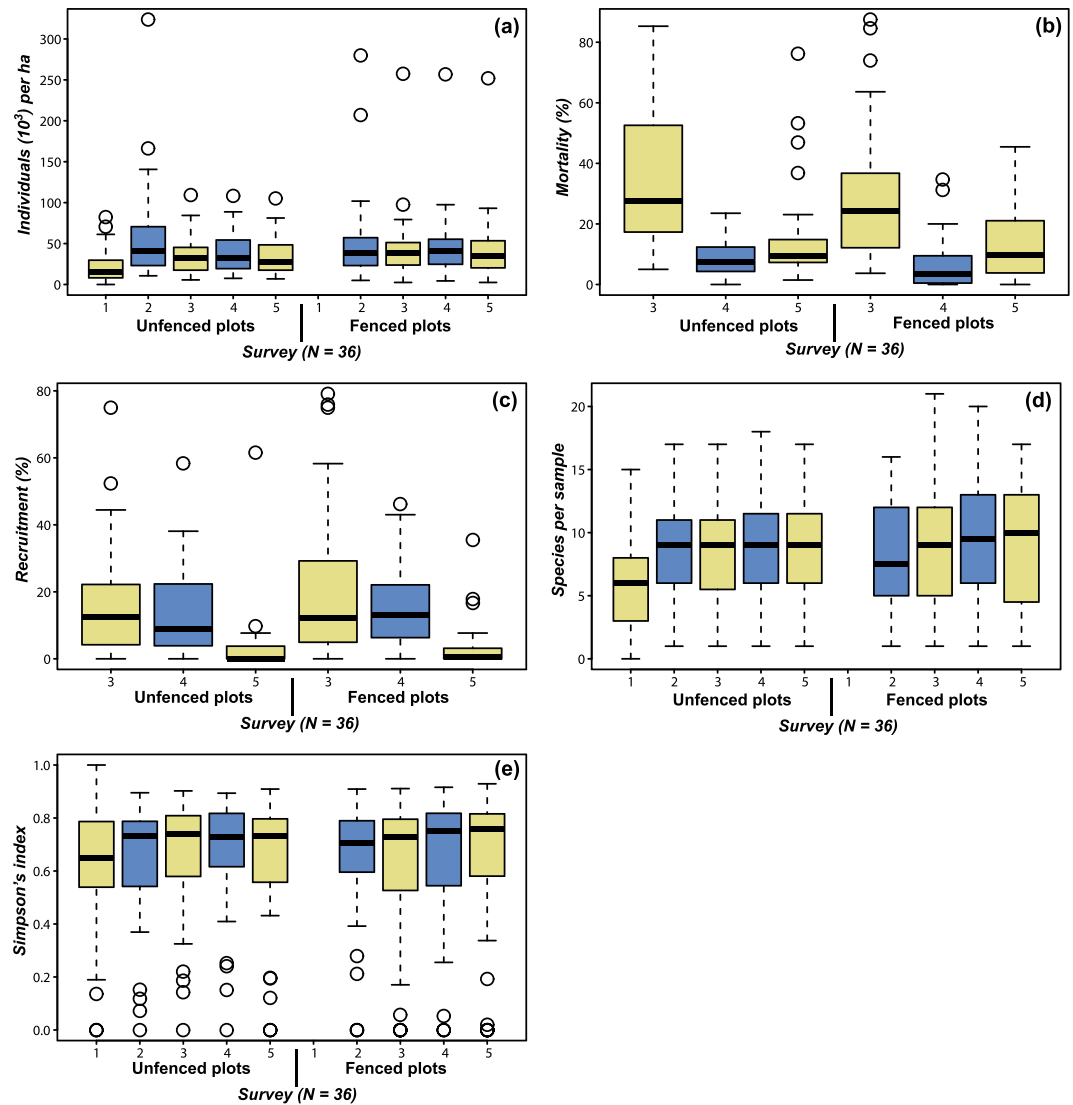 (a)
Individuals (10³) per ha
300
250
200
150
100
50
0
1 2 3 4 5 1 2 3 4 5
Unfenced plots Fenced plots
Survey (N = 36)
(b)
Mortality (%)
80
60
40
20
0
3 4 5 3 4 5
Unfenced plots Fenced plots
Survey (N = 36)
(c)
Recruitment (%)
80
60
40
20
0
3 4 5 3 4 5
Unfenced plots Fenced plots
Survey (N = 36)
(d)
Species per sample
20
15
10
5
0
1 2 3 4 5 1 2 3 4 5
Unfenced plots Fenced plots
Survey (N = 36)
(e)
Simpson's index
1.0
0.8
0.6
0.4
0.2
0.0
1 2 3 4 5 1 2 3 4 5
Unfenced plots Fenced plots
Survey (N = 36)